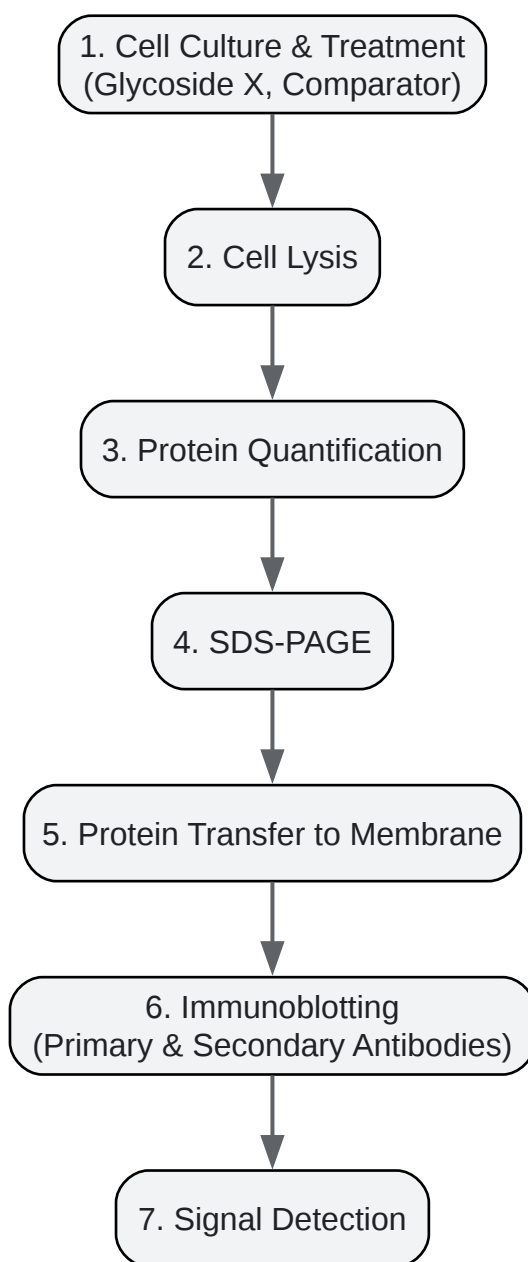 1. Cell Culture & Treatment
(Glycoside X, Comparator)
2. Cell Lysis
3. Protein Quantification
4. SDS-PAGE
5. Protein Transfer to Membrane
6. Immunoblotting
(Primary & Secondary Antibodies)
7. Signal Detection